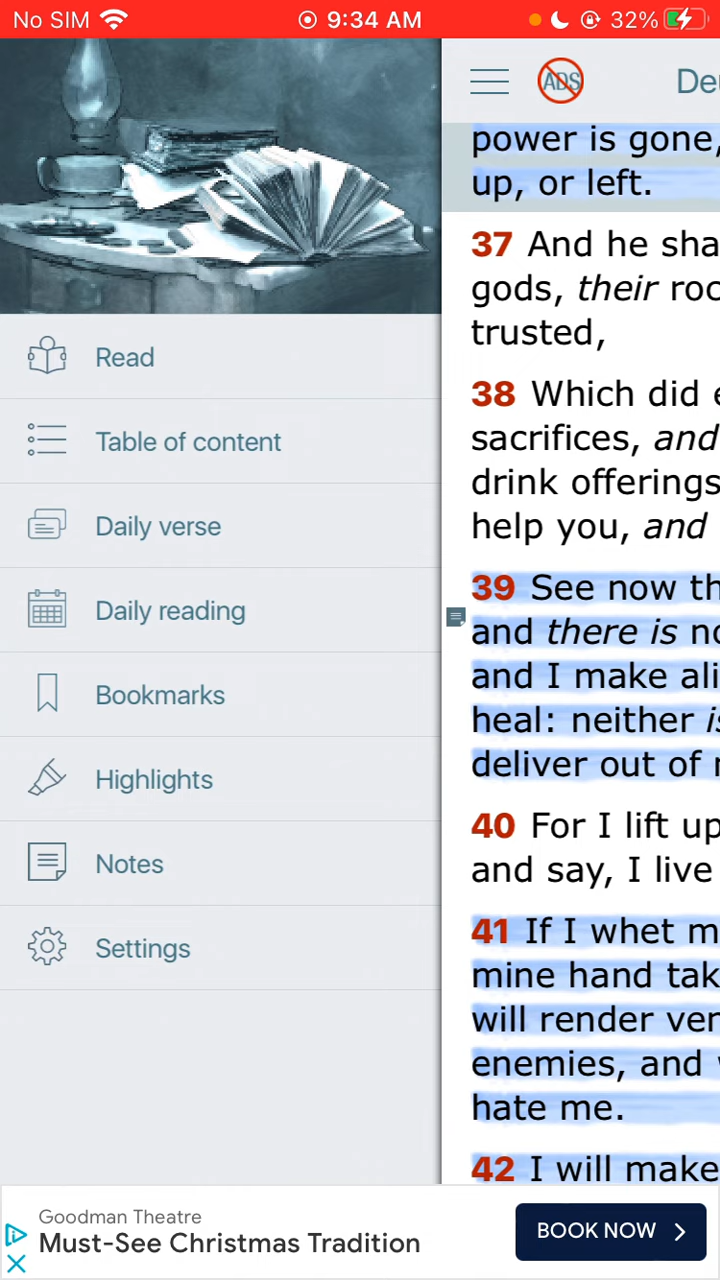 No SIM 9:34 AM 32%
ADS
power is gone,
up, or left.
37 And he sha
gods, their roc
trusted,
38 Which did e
sacrifices, and
drink offerings
help you, and
39 See now th
and there is no
and I make ali
heal: neither is
deliver out of
40 For I lift up
and say, I live
41 If I whet m
mine hand tak
will render ven
enemies, and
hate me.
42 I will make
Read
Table of content
Daily verse
Daily reading
Bookmarks
Highlights
Notes
Settings
Goodman Theatre
Must-See Christmas Tradition
BOOK NOW